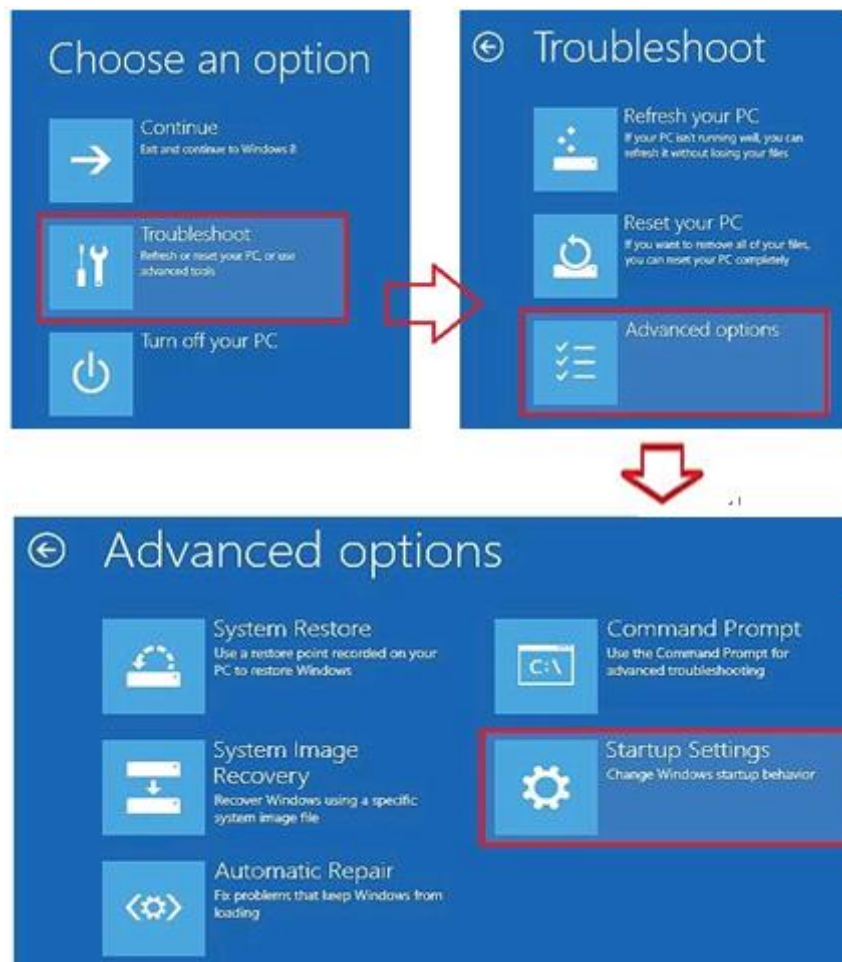 Choose an option
Continue
Exit and continue to Windows 8
Troubleshoot
Refresh or reset your PC, or use
advanced tools
Turn off your PC
Troubleshoot
Refresh your PC
If your PC isn't running well, you can
refresh it without losing your files
Reset your PC
If you want to remove all of your files,
you can reset your PC completely
Advanced options
Advanced options
System Restore
Use a restore point recorded on your
PC to restore Windows
System Image
Recovery
Recover Windows using a specific
system image file
Automatic Repair
Fix problems that keep Windows from
loading
C:\
Command Prompt
Use the Command Prompt for
advanced troubleshooting
Startup Settings
Change Windows startup behavior